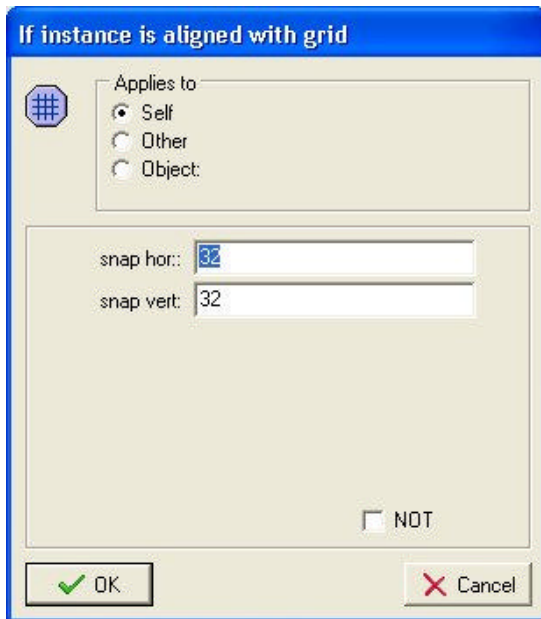 If instance is aligned with grid
Applies to
Self
Other
Object:
snap hor:: 32
snap vert: 32
NOT
OK
Cancel